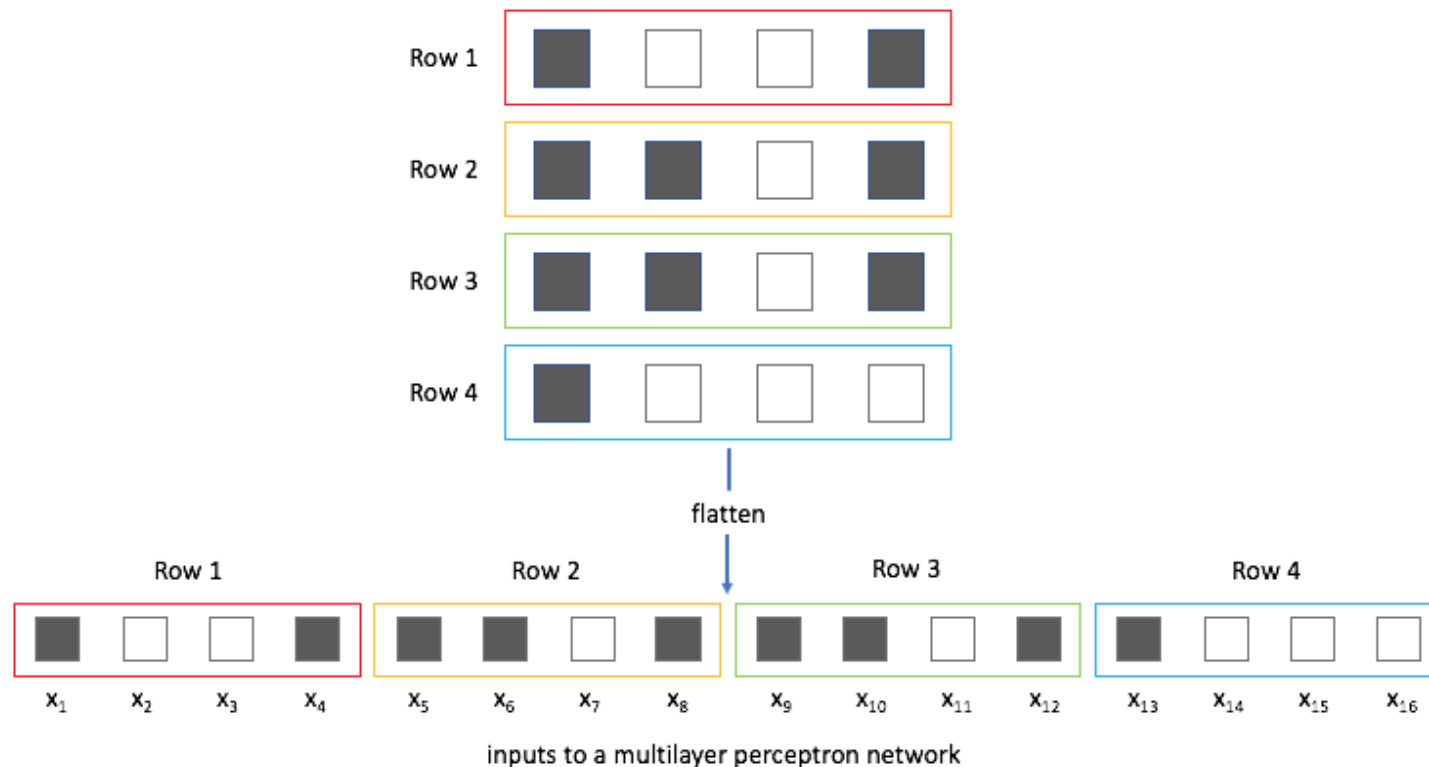 Row 1
Row 2
Row 3
Row 4
flatten
Row 1 Row 2 Row 3 Row 4
x₁ x₂ x₃ x₄ x₅ x₆ x₇ x₈ x₉ x₁₀ x₁₁ x₁₂ x₁₃ x₁₄ x₁₅ x₁₆
inputs to a multilayer perceptron network